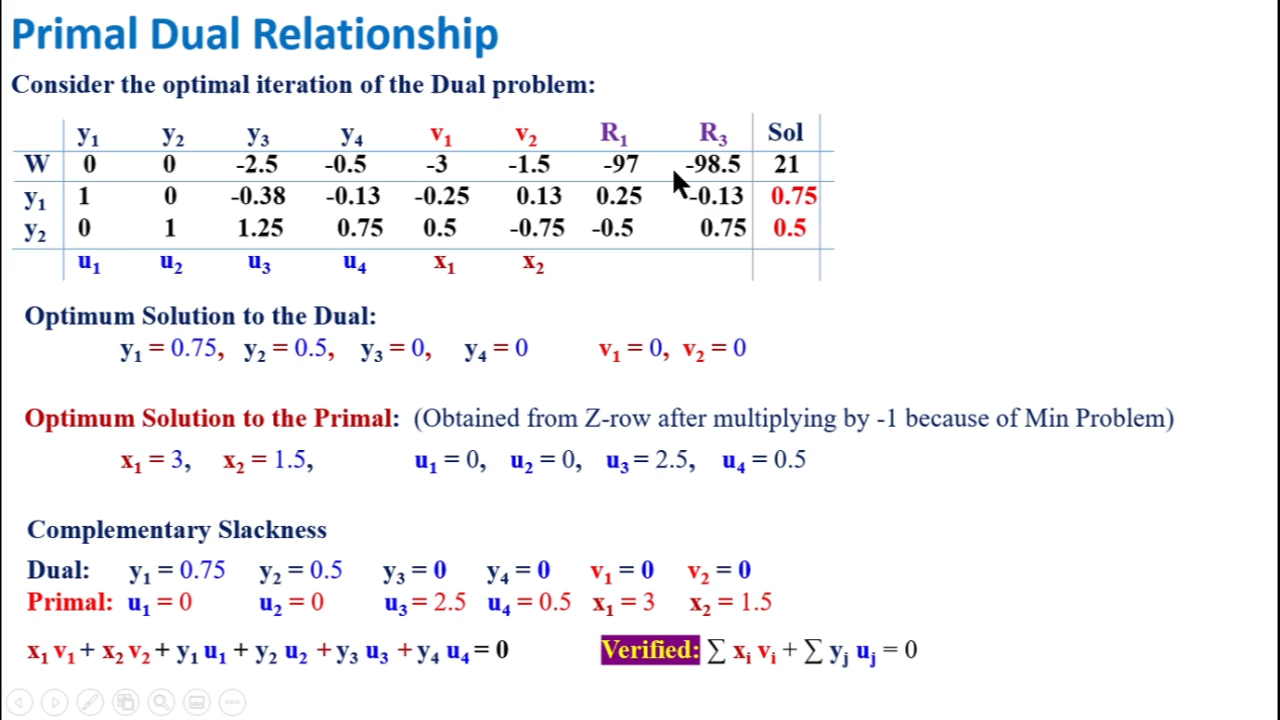 Primal Dual Relationship
Consider the optimal iteration of the Dual problem:
y₁ y₂ y₃ y₄ v₁ v₂ R₁ R₃ Sol
W 0 0 -2.5 -0.5 -3 -1.5 -97 -98.5 21
y₁ 1 0 -0.38 -0.13 -0.25 0.13 0.25 -0.13 0.75
y₂ 0 1 1.25 0.75 0.5 -0.75 -0.5 0.75 0.5
u₁ u₂ u₃ u₄ x₁ x₂
Optimum Solution to the Dual:
y₁ = 0.75, y₂ = 0.5, y₃ = 0, y₄ = 0 v₁ = 0, v₂ = 0
Optimum Solution to the Primal: (Obtained from Z-row after multiplying by -1 because of Min Problem)
x₁ = 3, x₂ = 1.5, u₁ = 0, u₂ = 0, u₃ = 2.5, u₄ = 0.5
Complementary Slackness
Dual: y₁ = 0.75 y₂ = 0.5 y₃ = 0 y₄ = 0 v₁ = 0 v₂ = 0
Primal: u₁ = 0 u₂ = 0 u₃ = 2.5 u₄ = 0.5 x₁ = 3 x₂ = 1.5
x₁ v₁ + x₂ v₂ + y₁ u₁ + y₂ u₂ + y₃ u₃ + y₄ u₄ = 0 Verified: ∑ xᵢ vᵢ + ∑ yⱼ uⱼ = 0